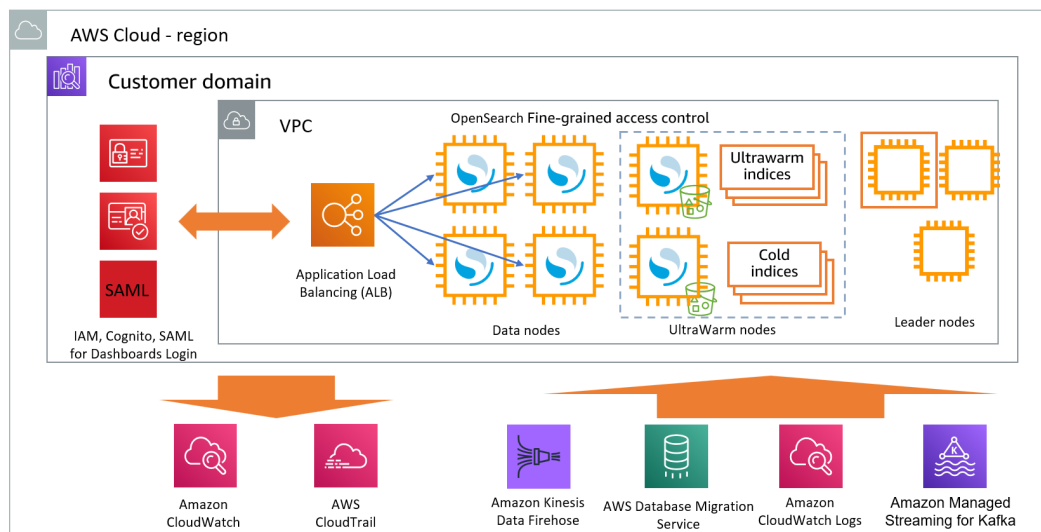 AWS Cloud - region
Customer domain
VPC
OpenSearch Fine-grained access control
Ultrawarm
indices
Cold
indices
SAML
IAM, Cognito, SAML
for Dashboards Login
Application Load
Balancing (ALB)
Data nodes
UltraWarm nodes
Leader nodes
Amazon
CloudWatch
AWS
CloudTrail
Amazon Kinesis
Data Firehose
AWS Database Migration
Service
Amazon
CloudWatch Logs
K
Amazon Managed
Streaming for Kafka